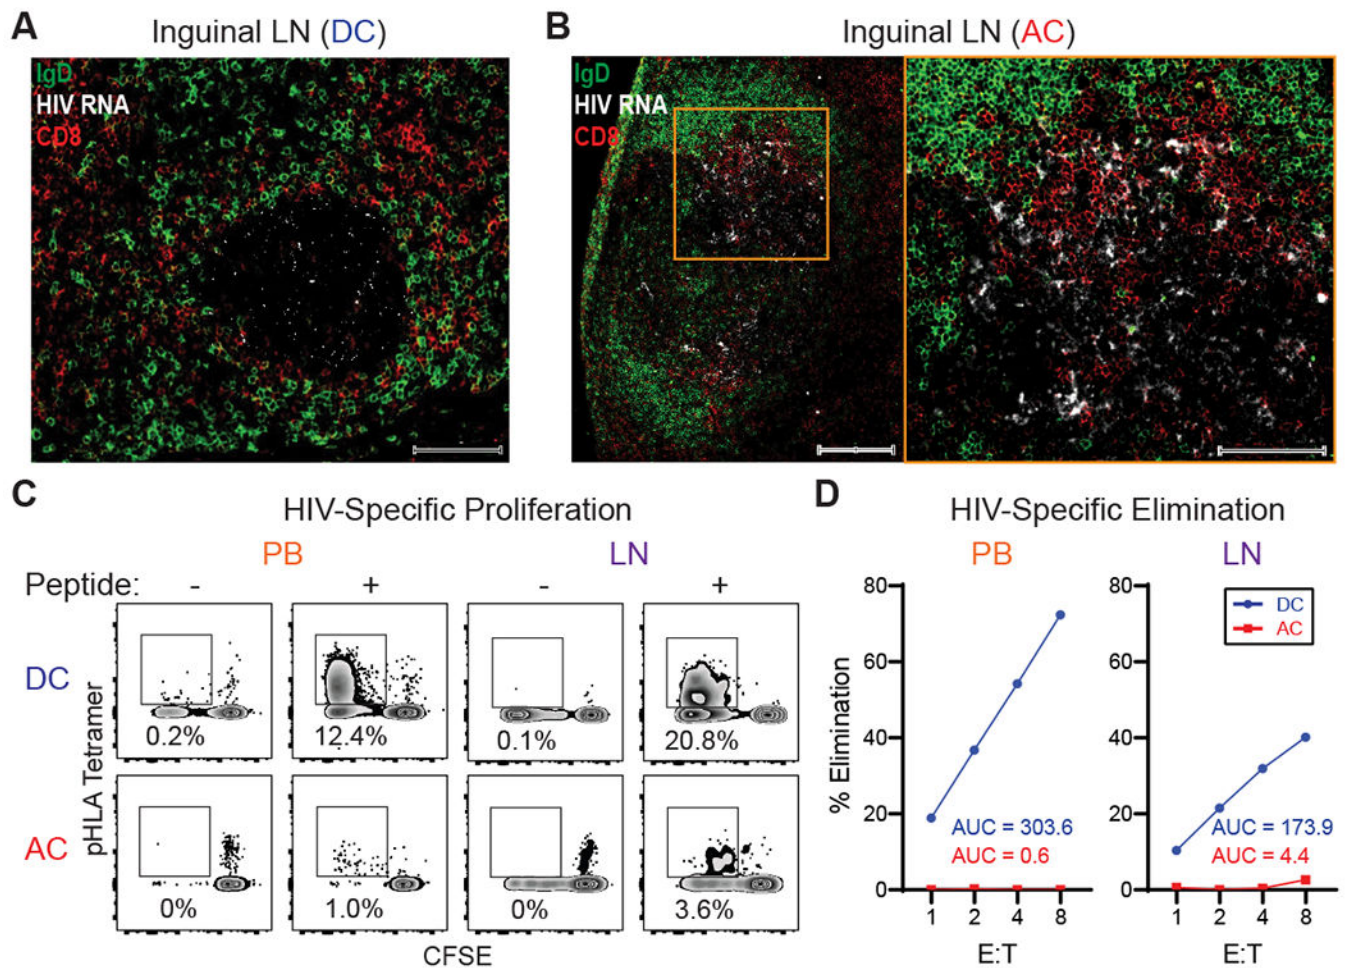 A
Inguinal LN (DC)
IgD
HIV RNA
CD8
B
Inguinal LN (AC)
IgD
HIV RNA
CD8
C
HIV-Specific Proliferation
PB
LN
Peptide:
-
+
-
+
DC
0.2%
12.4%
0.1%
20.8%
AC
0%
1.0%
0%
3.6%
pHLA Tetramer
CFSE
D
HIV-Specific Elimination
PB
LN
% Elimination
80
60
40
20
0
AUC = 303.6
AUC = 0.6
1
2
4
8
E:T
80
60
40
20
0
DC
AC
AUC = 173.9
AUC = 4.4
1
2
4
8
E:T